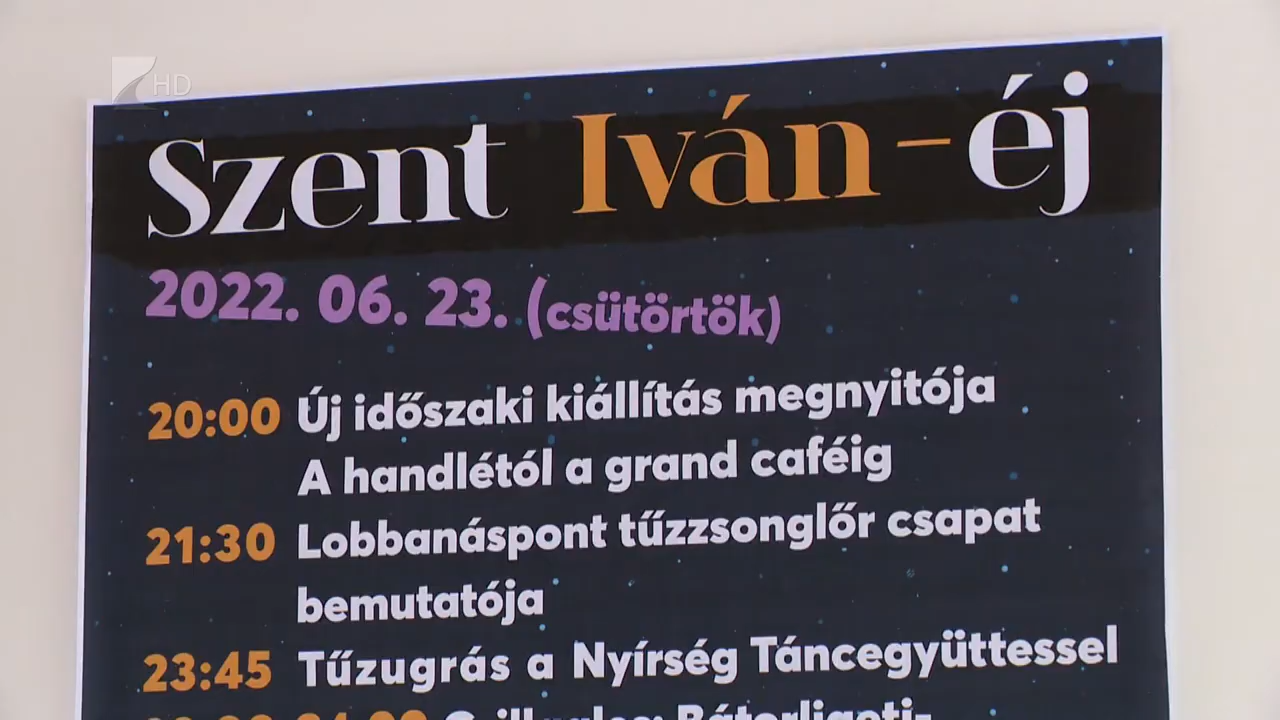 HD
Szent Iván-éj
2022. 06. 23. (csütörtök)
20:00 Új időszaki kiállítás megnyitója
A handlétól a grand caféig
21:30 Lobbanáspont tűzzsonglőr csapat
bemutatója
23:45 Tűzugrás a Nyírség Táncegyüttessel